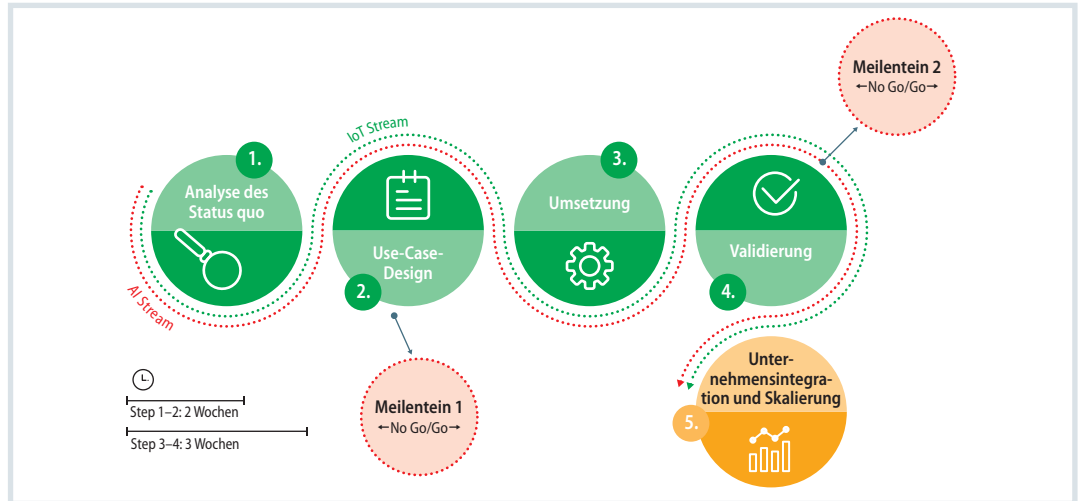 Meilentein 2
←No Go/Go→
IoT Stream
1.
Analyse des
Status quo
AI Stream
Use-Case-
Design
2.
3.
Umsetzung
Validierung
4.
Meilentein 1
←No Go/Go→
Unter-
nehmensintegra-
tion und Skalierung
5.
Step 1–2: 2 Wochen
Step 3–4: 3 Wochen